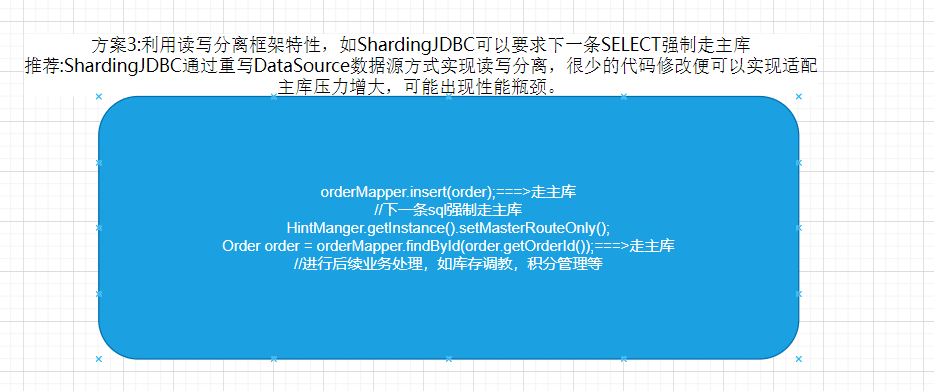 方案3:利用读写分离框架特性，如ShardingJDBC可以要求下一条SELECT强制走主库
推荐:ShardingJDBC通过重写DataSource数据源方式实现读写分离，很少的代码修改便可以实现适配
主库压力增大，可能出现性能瓶颈。
orderMapper.insert(order);===>走主库
//下一条sql强制走主库
HintManger.getInstance().setMasterRouteOnly();
Order order = orderMapper.findById(order.getOrderId());===>走主库
//进行后续业务处理，如库存调教，积分管理等